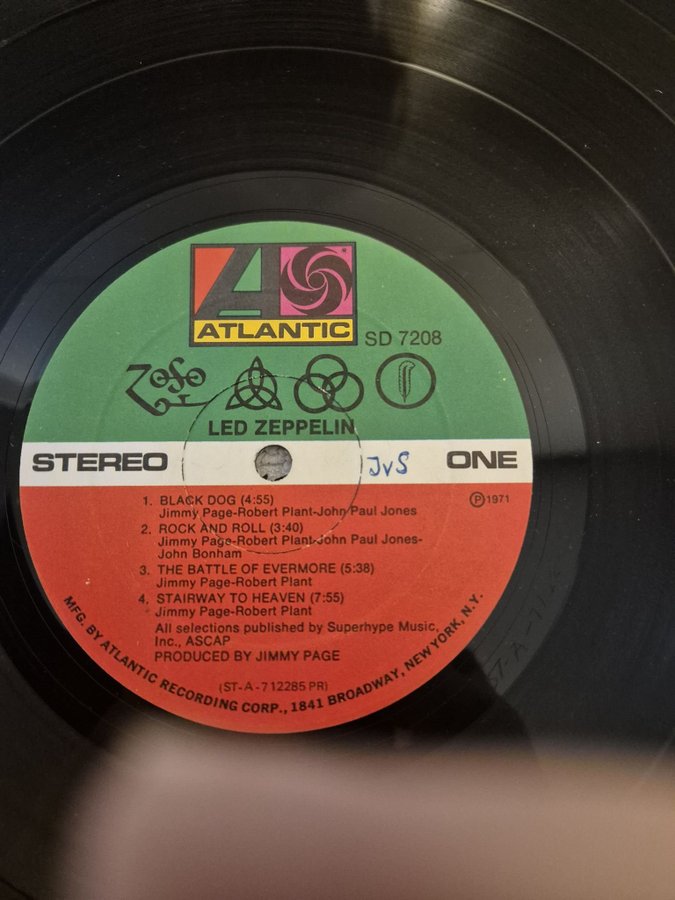 ATLANTIC
SD 7208
LED ZEPPELIN
STEREO
JvS
ONE
1. BLACK DOG (4:55)
Jimmy Page-Robert Plant-John Paul Jones
℗1971
2. ROCK AND ROLL (3:40)
Jimmy Page-Robert Plant-John Paul Jones-
John Bonham
3. THE BATTLE OF EVERMORE (5:38)
Jimmy Page-Robert Plant
4. STAIRWAY TO HEAVEN (7:55)
Jimmy Page-Robert Plant
All selections published by Superhype Music,
Inc., ASCAP
PRODUCED BY JIMMY PAGE
(ST-A-712285 PR)
MFG. BY ATLANTIC RECORDING CORP., 1841 BROADWAY, NEW YORK, N.Y.